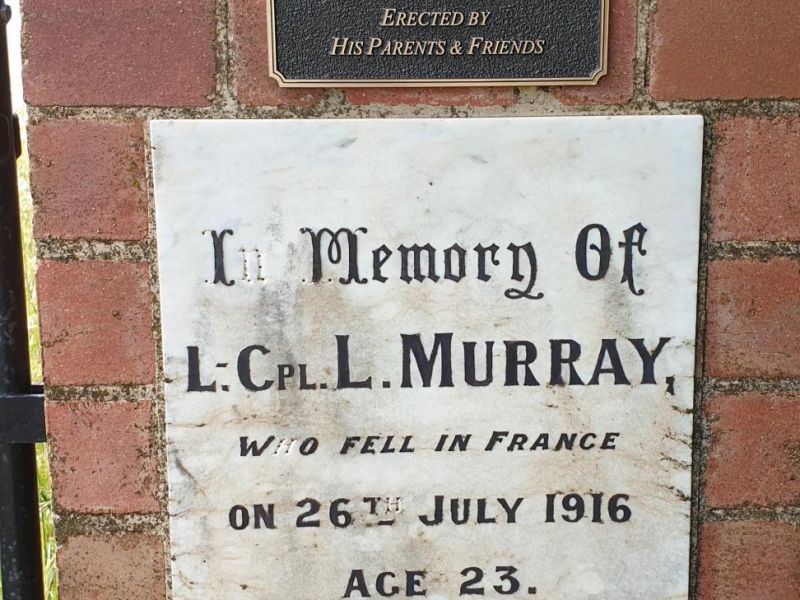 ERECTED BY
HIS PARENTS & FRIENDS
In Memory Of
L. CPL. L. MURRAY,
WHO FELL IN FRANCE
ON 26TH JULY 1916
AGE 23.